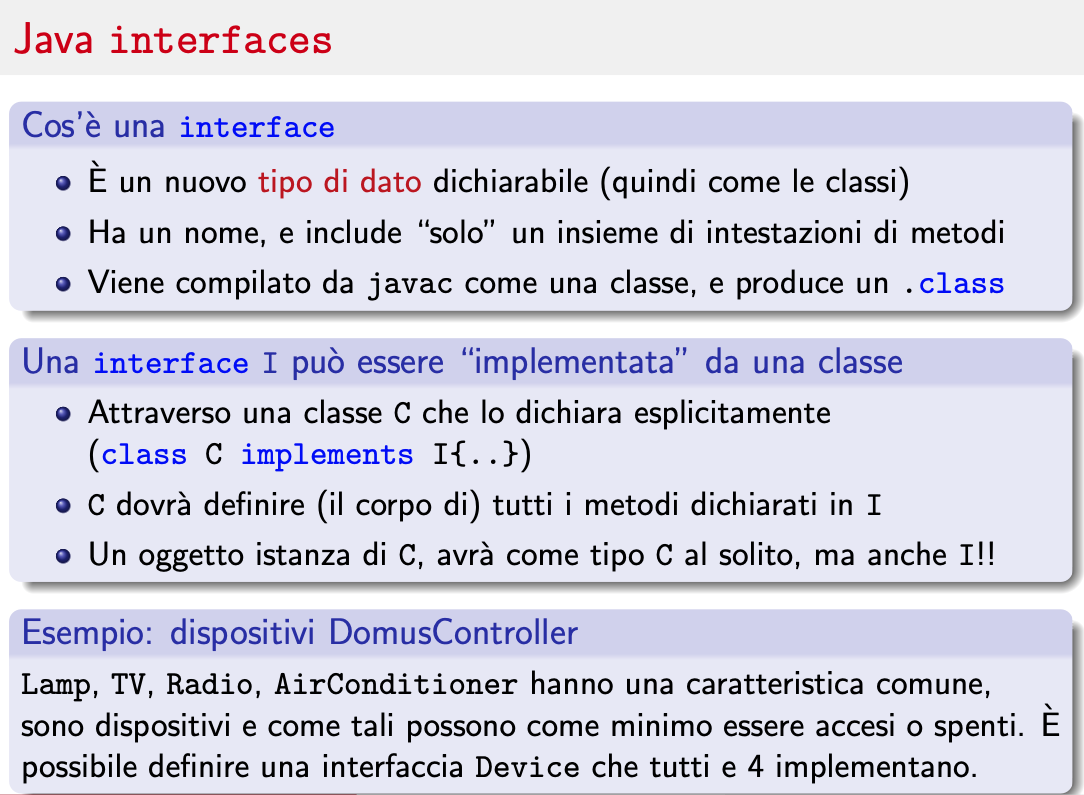 Java interfaces
Cos'è una interface
È un nuovo tipo di dato dichiarabile (quindi come le classi)
Ha un nome, e include “solo” un insieme di intestazioni di metodi
Viene compilato da javac come una classe, e produce un .class
Una interface I può essere “implementata” da una classe
Attraverso una classe C che lo dichiara esplicitamente
(class C implements I{..})
C dovrà definire (il corpo di) tutti i metodi dichiarati in I
Un oggetto istanza di C, avrà come tipo C al solito, ma anche I!!
Esempio: dispositivi DomusController
Lamp, TV, Radio, AirConditioner hanno una caratteristica comune,
sono dispositivi e come tali possono come minimo essere accesi o spenti. È
possibile definire una interfaccia Device che tutti e 4 implementano.